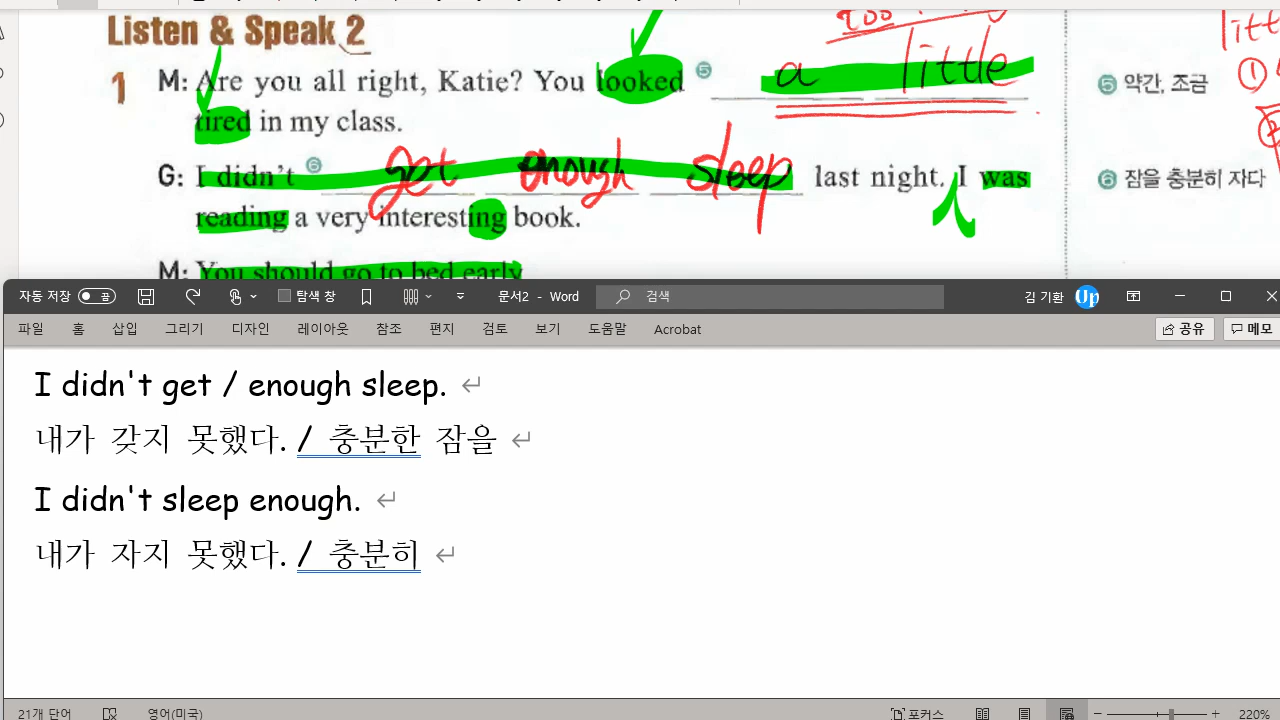 Listen & Speak 2
1 M: Are you all right, Katie? You looked ⑤ a little
tired in my class.
⑤ 약간, 조금
G: I didn't ⑥ get enough sleep last night. I was
reading a very interesting book.
⑥ 잠을 충분히 자다
M: You should go to bed early
자동 저장 문서2 - Word 검색 김 기환 Up
탐색 창
파일 홈 삽입 그리기 디자인 레이아웃 참조 편지 검토 보기 도움말 Acrobat 공유 메모
I didn't get / enough sleep.
내가 갖지 못했다. / 충분한 잠을
I didn't sleep enough.
내가 자지 못했다. / 충분히
21개 단어 영어(미국) 포커스 220%